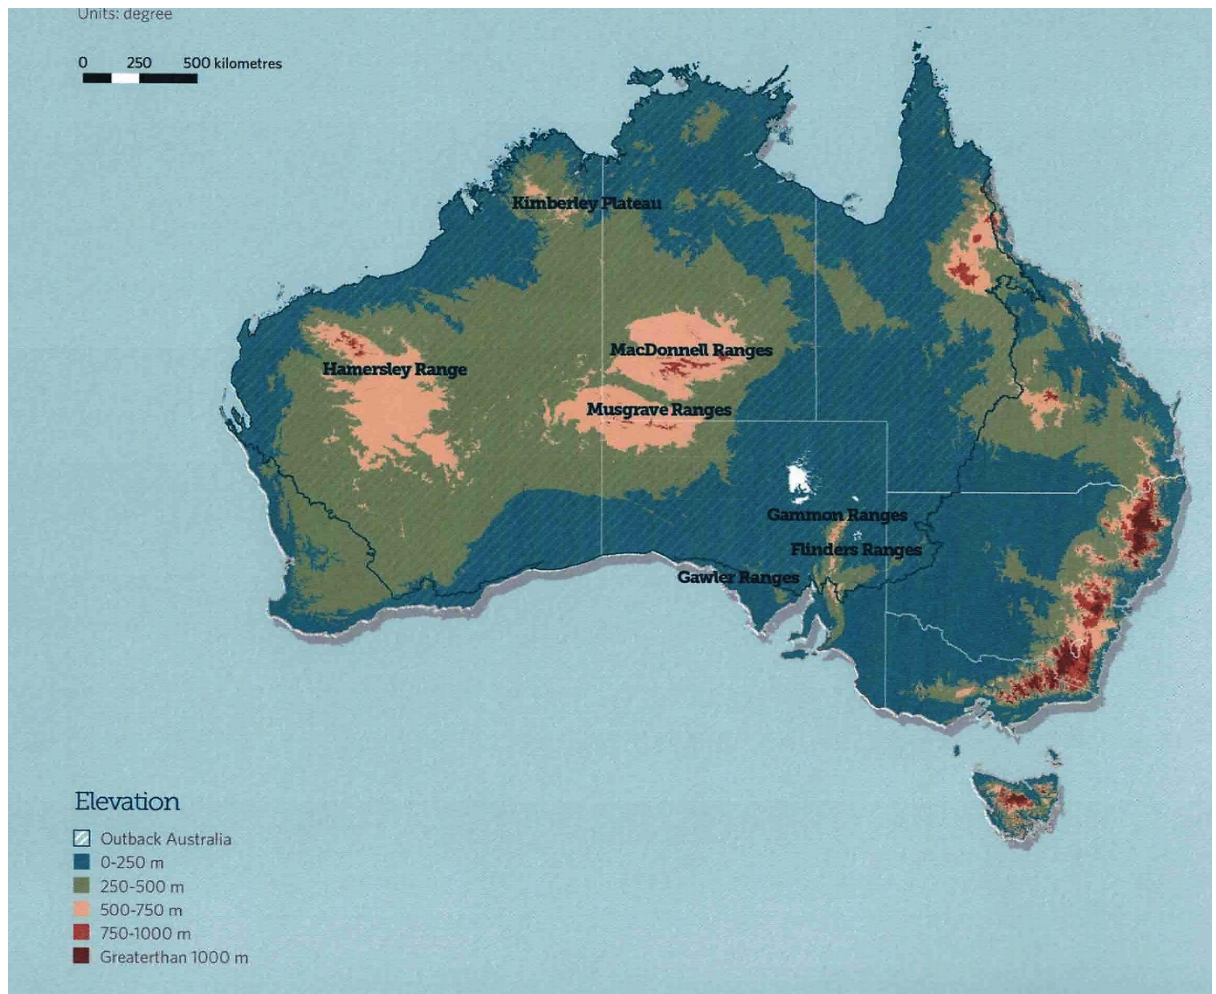 Units: degree
0 250 500 kilometres
Kimberley Plateau
MacDonnell Ranges
Hamersley Range
Musgrave Ranges
Gammon Ranges
Flinders Ranges
Gawler Ranges
Elevation
Outback Australia
0-250 m
250-500 m
500-750 m
750-1000 m
Greaterthan 1000 m